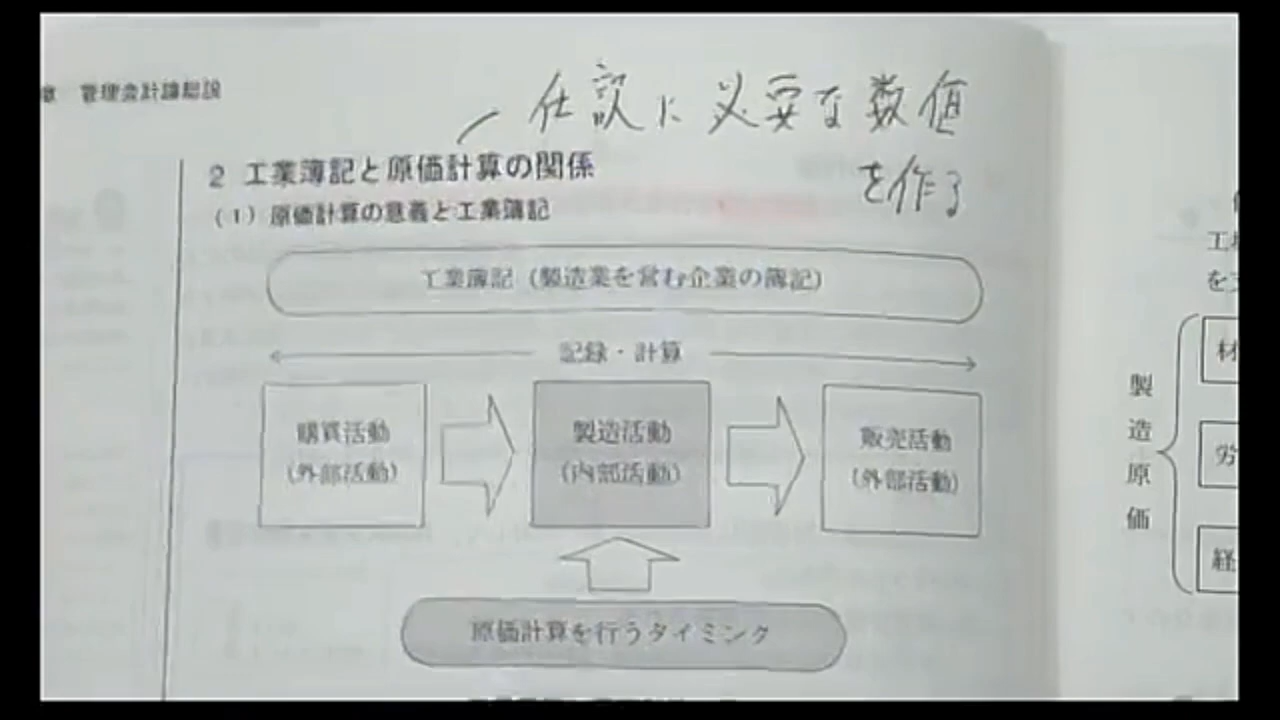 章 管理会計論総説
仕訳に必要な数値
を作る
2 工業簿記と原価計算の関係
(1)原価計算の意義と工業簿記
工業簿記(製造業を営む企業の簿記)
記録・計算
購買活動
(外部活動)
製造活動
(内部活動)
販売活動
(外部活動)
原価計算を行うタイミング
製
造
原
価
材
労
経